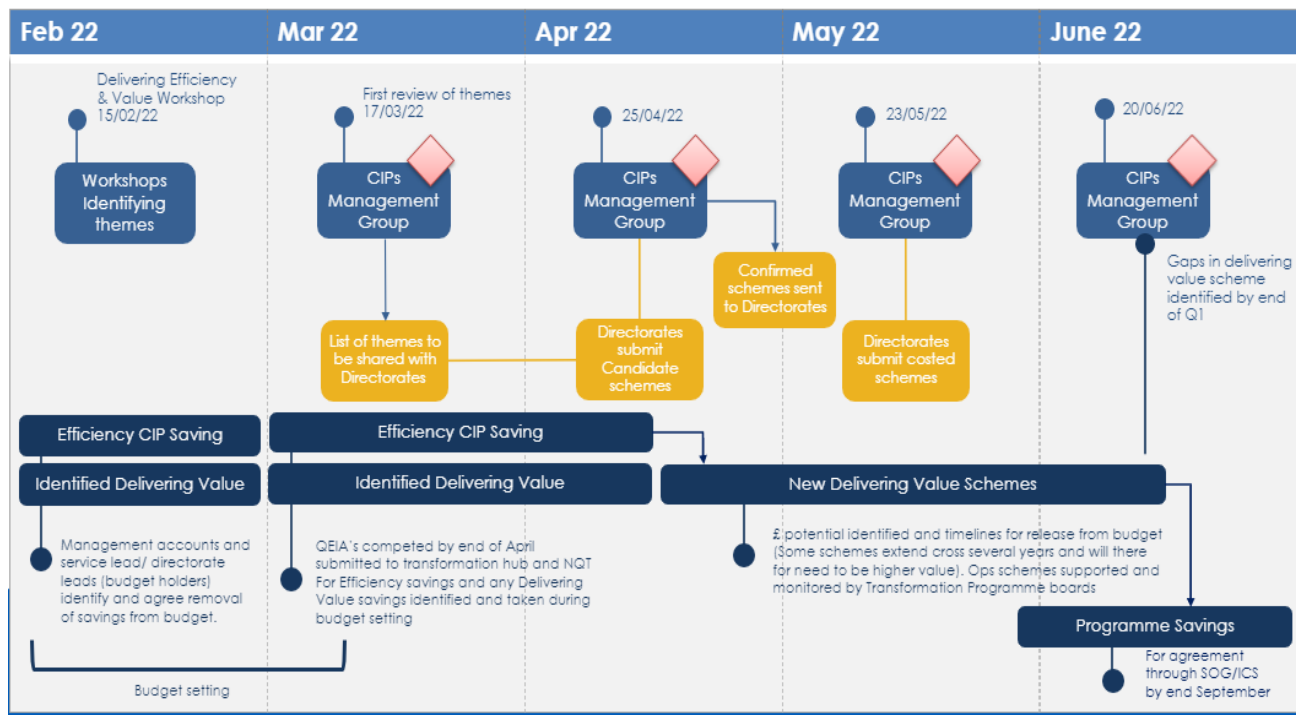 Feb 22
Mar 22
Apr 22
May 22
June 22
Delivering Efficiency
& Value Workshop
15/02/22
First review of themes
17/03/22
25/04/22
23/05/22
20/06/22
Workshops
Identifying
themes
CIPs
Management
Group
CIPs
Management
Group
CIPs
Management
Group
CIPs
Management
Group
Confirmed
schemes sent
to Directorates
Gaps in delivering
value scheme
identified by end
of Q1
List of themes to
be shared with
Directorates
Directorates
submit
Candidate
schemes
Directorates
submit costed
schemes
Efficiency CIP Saving
Efficiency CIP Saving
Identified Delivering Value
Identified Delivering Value
New Delivering Value Schemes
Management accounts and
service lead/ directorate
leads (budget holders)
identify and agree removal
of savings from budget.
QEIA's competed by end of April
submitted to transformation hub and NQT
For Efficiency savings and any Delivering
Value savings identified and taken during
budget setting
£ potential identified and timelines for release from budget
(Some schemes extend cross several years and will there
for need to be higher value). Ops schemes supported and
monitored by Transformation Programme boards
Programme Savings
For agreement
through SOG/ICS
by end September
Budget setting